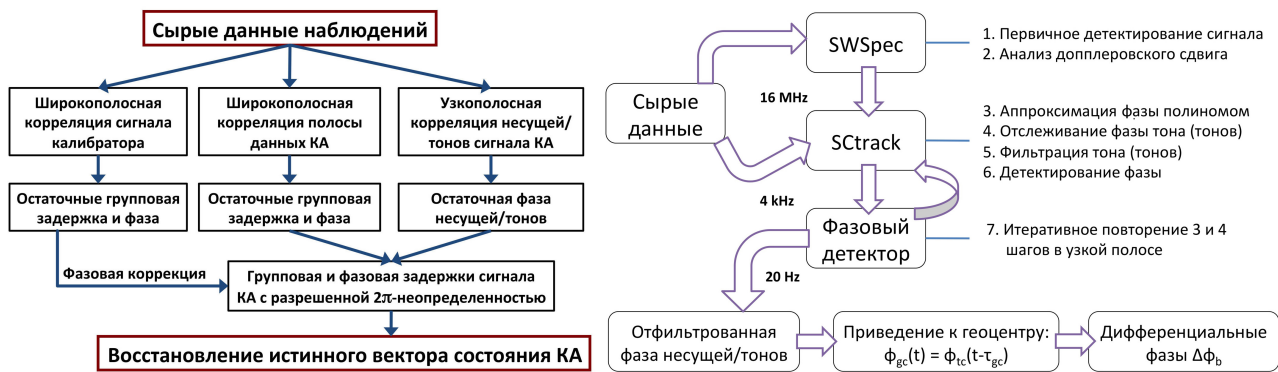 Сырые данные наблюдений
Широкополосная
корреляция сигнала
калибратора
Широкополосная
корреляция полосы
данных КА
Узкополосная
корреляция несущей/
тонов сигнала КА
Остаточные групповая
задержка и фаза
Остаточные групповая
задержка и фаза
Остаточная фаза
несущей/тонов
Фазовая коррекция
Групповая и фазовая задержки сигнала
КА с разрешенной 2π-неопределенностью
Восстановление истинного вектора состояния КА
Сырые
данные
SWSpec
1. Первичное детектирование сигнала
2. Анализ допплеровского сдвига
16 MHz
SCtrack
3. Аппроксимация фазы полиномом
4. Отслеживание фазы тона (тонов)
5. Фильтрация тона (тонов)
6. Детектирование фазы
4 kHz
Фазовый
детектор
7. Итеративное повторение 3 и 4
шагов в узкой полосе
20 Hz
Отфильтрованная
фаза несущей/тонов
Приведение к геоцентру:
ϕgc(t) = ϕtc(t-τgc)
Дифференциальные
фазы Δϕb